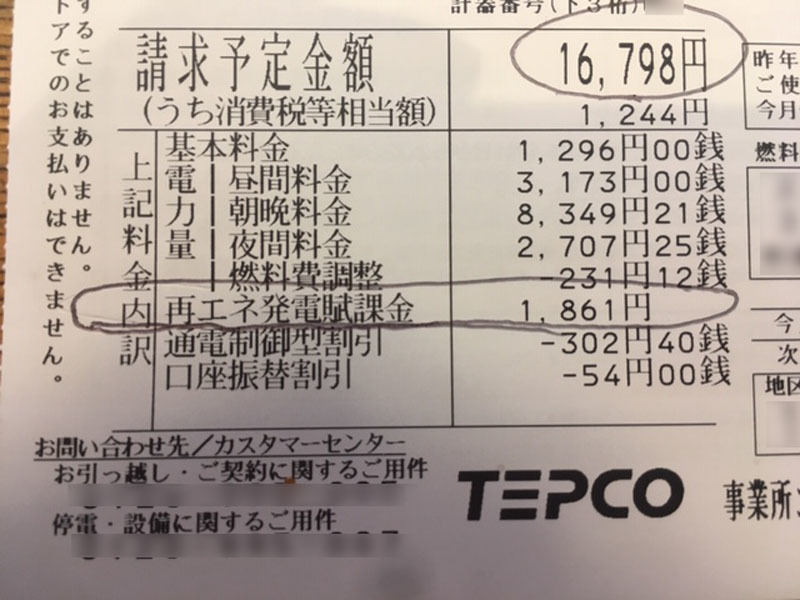 することはありません。
トアでのお支払いはできません。
計器番号(下3桁)
請求予定金額 16,798円
(うち消費税等相当額) 1,244円
上記料金内訳
基本料金 1,296円00銭
電力量
昼間料金 3,173円00銭
朝晩料金 8,349円21銭
夜間料金 2,707円25銭
燃料費調整 -231円12銭
再エネ発電賦課金 1,861円
通電制御型割引 -302円40銭
口座振替割引 -54円00銭
お問い合わせ先/カスタマーセンター
お引っ越し・ご契約に関するご用件
停電・設備に関するご用件
TEPCO
事業所
昨年
ご使
今月
燃料
今
次
地区